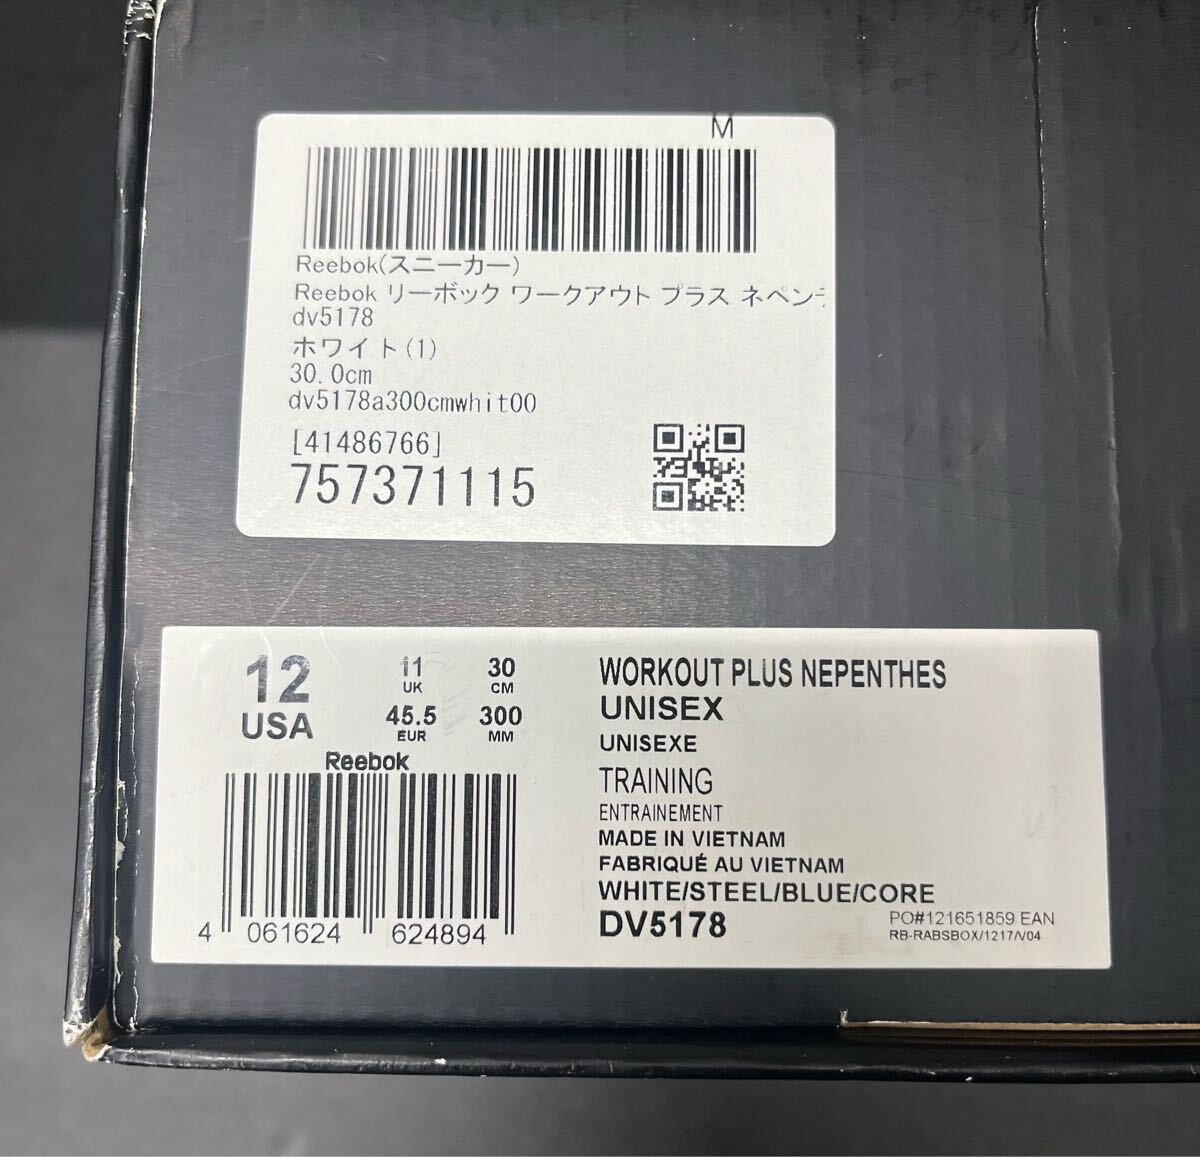 M
Reebok(スニーカー)
Reebok リーボック ワークアウト プラス ネペン
dv5178
ホワイト(1)
30.0cm
dv5178a300cmwhit00
[41486766]
757371115
12
USA
11
UK
30
CM
45.5
EUR
300
MM
Reebok
4 061624 624894
WORKOUT PLUS NEPENTHES
UNISEX
UNISEXE
TRAINING
ENTRAINEMENT
MADE IN VIETNAM
FABRIQUÉ AU VIETNAM
WHITE/STEEL/BLUE/CORE
DV5178
PO#121651859 EAN
RB-RABSBOX/1217/V04